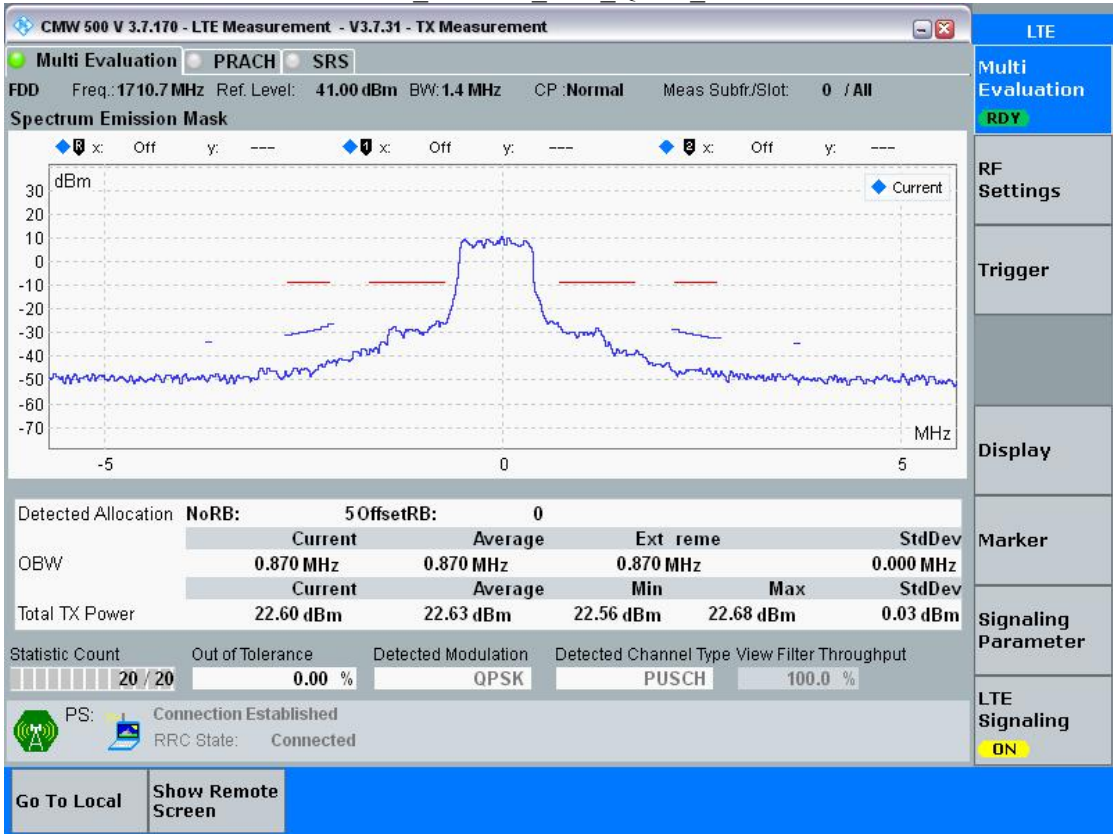 CMW 500 V 3.7.170 - LTE Measurement - V3.7.31 - TX Measurement
LTE
Multi Evaluation PRACH SRS
Multi
Evaluation
RDY
FDD Freq.: 1710.7 MHz Ref. Level: 41.00 dBm BW: 1.4 MHz CP : Normal Meas Subfr./Slot: 0 / All
Spectrum Emission Mask
R x: Off y: --- 1 x: Off y: --- 2 x: Off y: ---
dBm
Current
30
20
10
0
-10
-20
-30
-40
-50
-60
-70
MHz
-5 0 5
RF
Settings
Trigger
Display
Marker
Signaling
Parameter
LTE
Signaling
ON
Detected Allocation NoRB: 5 OffsetRB: 0
Current Average Ext reme StdDev
OBW 0.870 MHz 0.870 MHz 0.870 MHz 0.000 MHz
Current Average Min Max StdDev
Total TX Power 22.60 dBm 22.63 dBm 22.56 dBm 22.68 dBm 0.03 dBm
Statistic Count Out of Tolerance Detected Modulation Detected Channel Type View Filter Throughput
20 / 20 0.00 % QPSK PUSCH 100.0 %
PS: Connection Established
RRC State: Connected
Go To Local
Show Remote
Screen